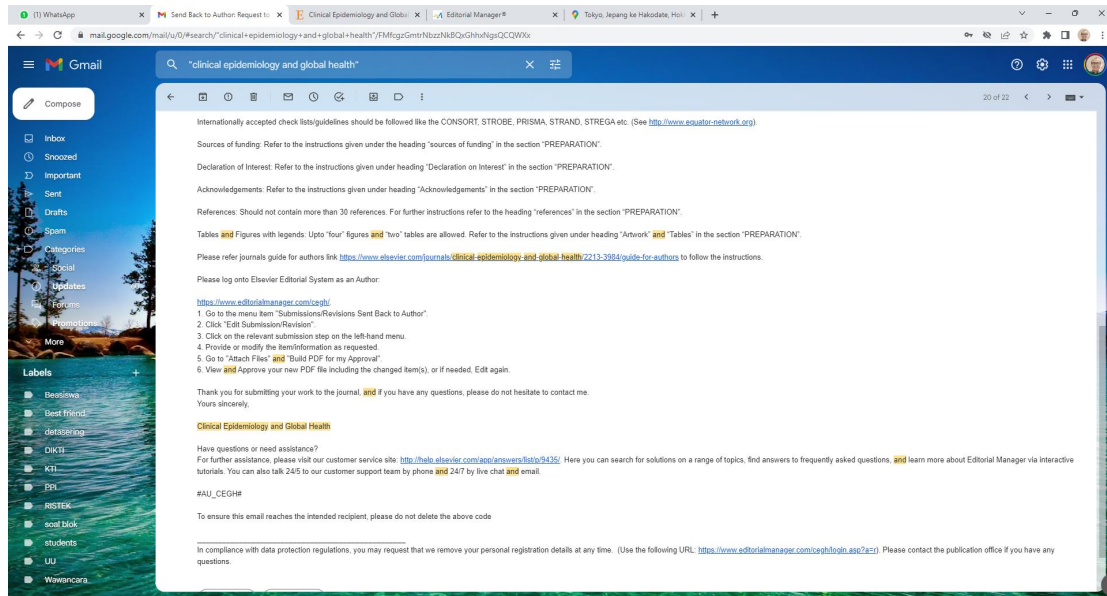 (1) WhatsApp
Send Back to Author: Request to
Clinical Epidemiology and Global
Editorial Manager®
Tokyo, Jepang ke Hakodate, Hok
mail.google.com/mail/u/0/#search/"clinical+epidemiology+and+global+health"/FMfcgzGmtrNbzzNkBQxGhhxNgsQCQWXx
Gmail
"clinical epidemiology and global health"
Compose
20 of 22
Inbox
Snoozed
Important
Sent
Drafts
Spam
Categories
Social
Updates
Forums
Promotions
More
Labels
Beasiswa
Best friend
detasering
DIKTI
KTI
PPI
RISTEK
soal blok
students
UU
Wawancara
Internationally accepted check lists/guidelines should be followed like the CONSORT, STROBE, PRISMA, STRAND, STREGA etc. (See http://www.equator-network.org).
Sources of funding: Refer to the instructions given under the heading "sources of funding" in the section "PREPARATION".
Declaration of Interest: Refer to the instructions given under heading "Declaration on Interest" in the section "PREPARATION".
Acknowledgements: Refer to the instructions given under heading "Acknowledgements" in the section "PREPARATION".
References: Should not contain more than 30 references. For further instructions refer to the heading "references" in the section "PREPARATION".
Tables and Figures with legends: Upto "four" figures and "two" tables are allowed. Refer to the instructions given under heading "Artwork" and "Tables" in the section "PREPARATION".
Please refer journals guide for authors link https://www.elsevier.com/journals/clinical-epidemiology-and-global-health/2213-3984/guide-for-authors to follow the instructions.
Please log onto Elsevier Editorial System as an Author:
https://www.editorialmanager.com/cegh/.
1. Go to the menu item "Submissions/Revisions Sent Back to Author".
2. Click "Edit Submission/Revision".
3. Click on the relevant submission step on the left-hand menu.
4. Provide or modify the item/information as requested.
5. Go to "Attach Files" and "Build PDF for my Approval".
6. View and Approve your new PDF file including the changed item(s), or if needed, Edit again.
Thank you for submitting your work to the journal, and if you have any questions, please do not hesitate to contact me.
Yours sincerely,
Clinical Epidemiology and Global Health
Have questions or need assistance?
For further assistance, please visit our customer service site: http://help.elsevier.com/app/answers/list/p/9435/. Here you can search for solutions on a range of topics, find answers to frequently asked questions, and learn more about Editorial Manager via interactive
tutorials. You can also talk 24/5 to our customer support team by phone and 24/7 by live chat and email.
#AU_CEGH#
To ensure this email reaches the intended recipient, please do not delete the above code
In compliance with data protection regulations, you may request that we remove your personal registration details at any time. (Use the following URL: https://www.editorialmanager.com/cegh/login.asp?a=r). Please contact the publication office if you have any
questions.